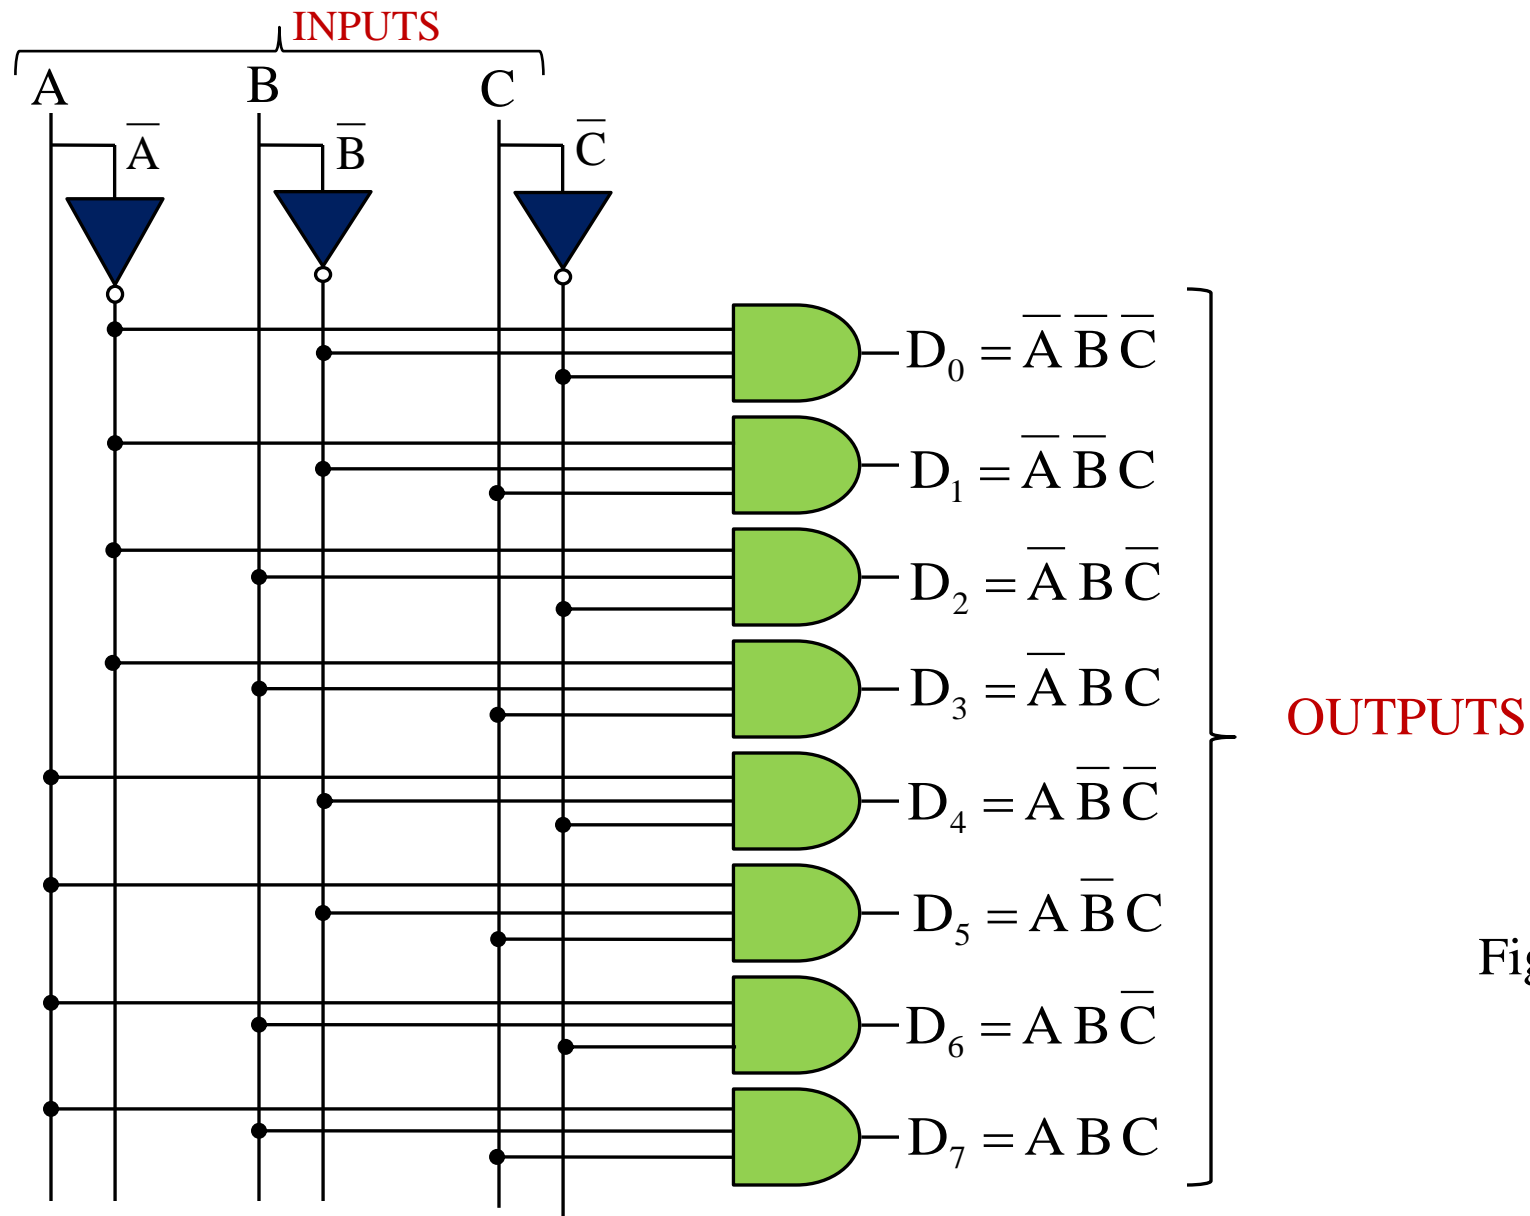 INPUTS
A B C
A̅ B̅ C̅
D₀ = A̅ B̅ C̅
D₁ = A̅ B̅ C
D₂ = A̅ B C̅
D₃ = A̅ B C
OUTPUTS
D₄ = A B̅ C̅
D₅ = A B̅ C
D₆ = A B C̅
D₇ = A B C